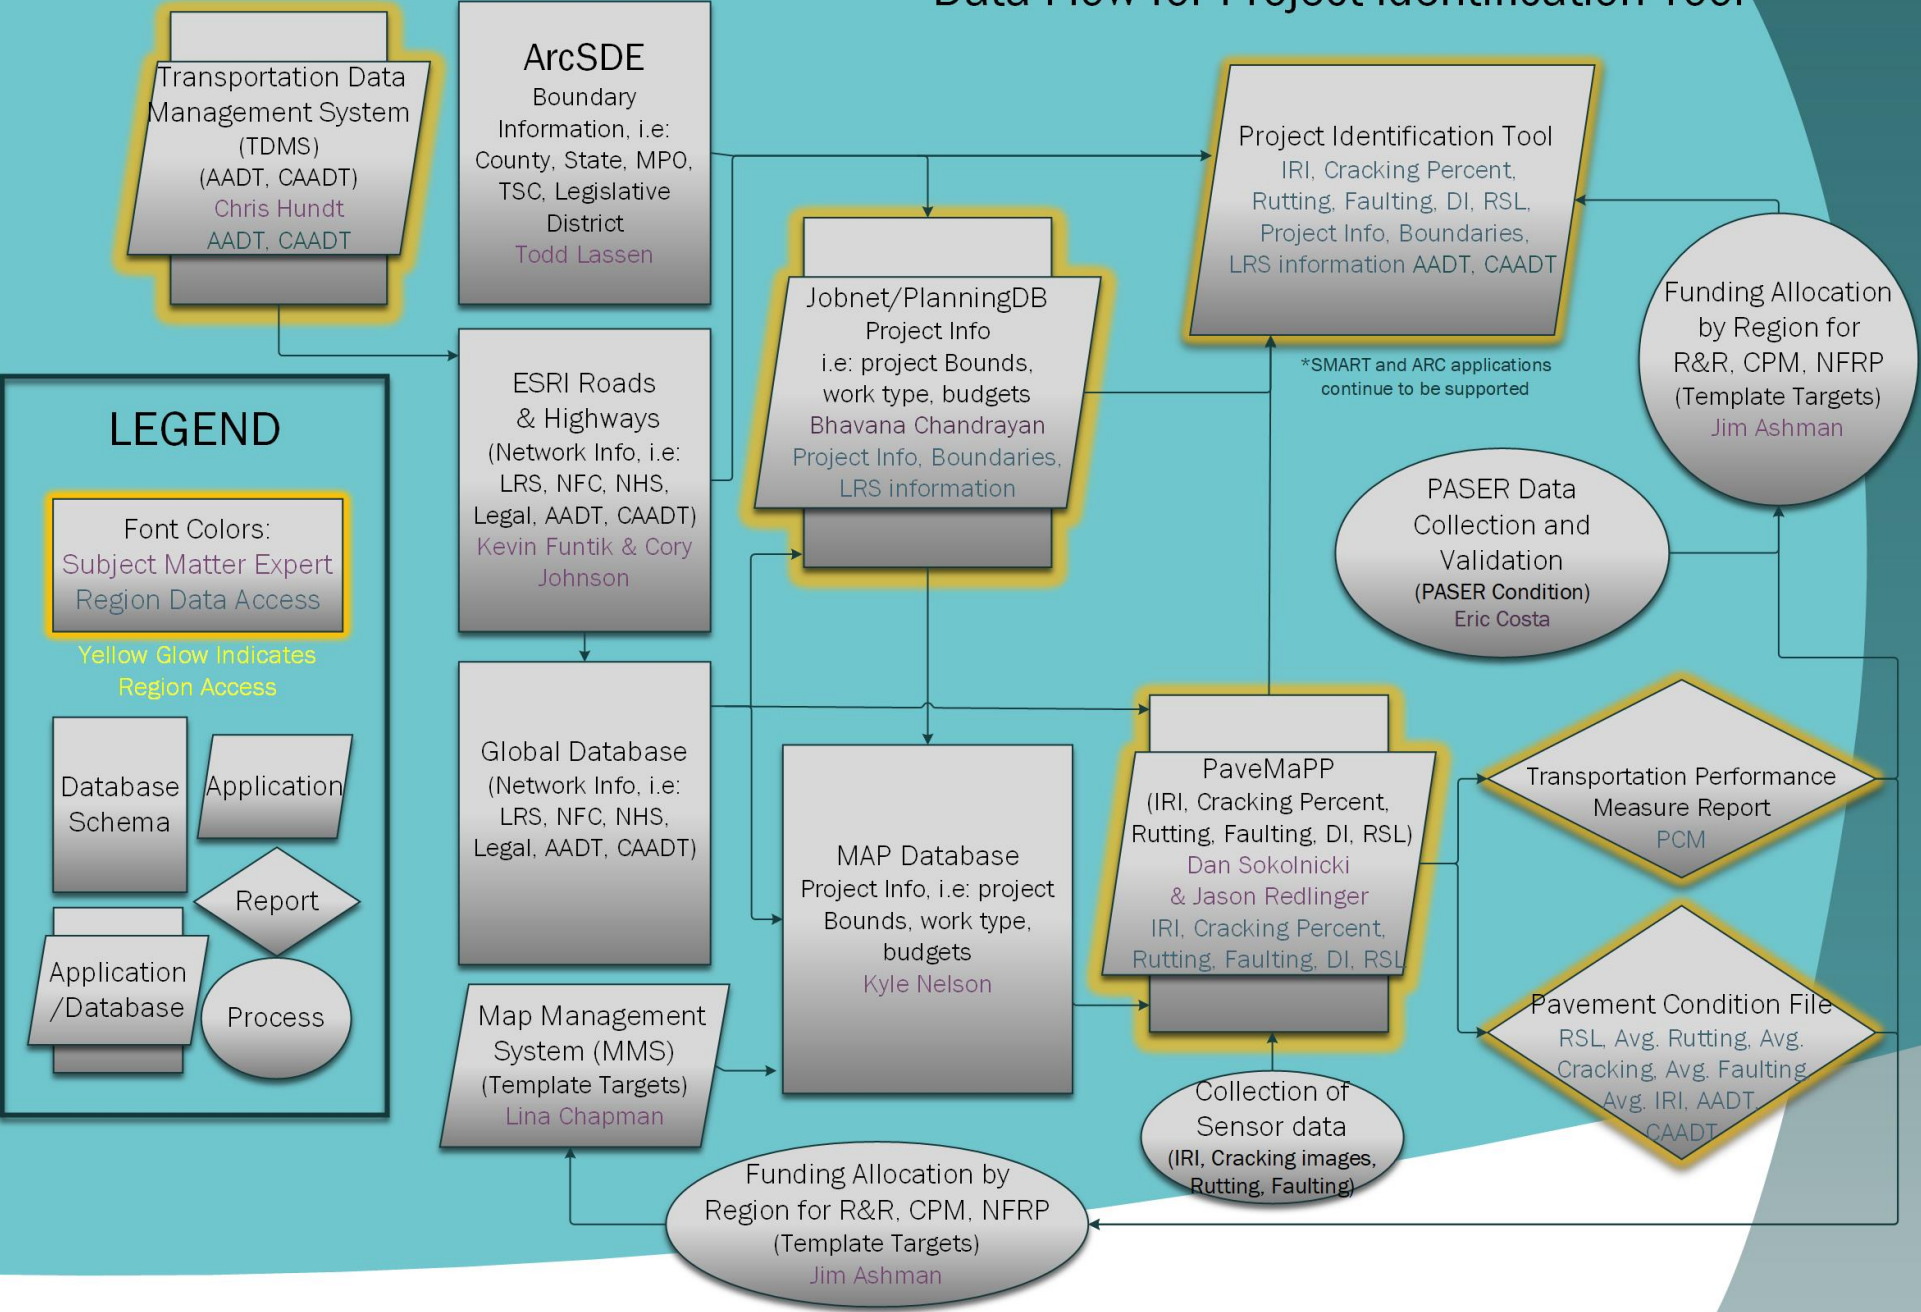 Data Flow for Project Identification Tool
Transportation Data
Management System
(TDMS)
(AADT, CAADT)
Chris Hundt
AADT, CAADT
ArcSDE
Boundary
Information, i.e:
County, State, MPO,
TSC, Legislative
District
Todd Lassen
Project Identification Tool
IRI, Cracking Percent,
Rutting, Faulting, DI, RSL,
Project Info, Boundaries,
LRS information AADT, CAADT
*SMART and ARC applications
continue to be supported
Funding Allocation
by Region for
R&R, CPM, NFRP
(Template Targets)
Jim Ashman
Jobnet/PlanningDB
Project Info
i.e: project Bounds,
work type, budgets
Bhavana Chandrayan
Project Info, Boundaries,
LRS information
ESRI Roads
& Highways
(Network Info, i.e:
LRS, NFC, NHS,
Legal, AADT, CAADT)
Kevin Funtik & Cory
Johnson
PASER Data
Collection and
Validation
(PASER Condition)
Eric Costa
LEGEND
Font Colors:
Subject Matter Expert
Region Data Access
Yellow Glow Indicates
Region Access
Database
Schema
Application
Report
Application
/Database
Process
Global Database
(Network Info, i.e:
LRS, NFC, NHS,
Legal, AADT, CAADT)
MAP Database
Project Info, i.e: project
Bounds, work type,
budgets
Kyle Nelson
PaveMaPP
(IRI, Cracking Percent,
Rutting, Faulting, DI, RSL)
Dan Sokolnicki
& Jason Redlinger
IRI, Cracking Percent,
Rutting, Faulting, DI, RSL
Transportation Performance
Measure Report
PCM
Pavement Condition File
RSL, Avg. Rutting, Avg.
Cracking, Avg. Faulting
Avg. IRI, AADT,
CAADT
Map Management
System (MMS)
(Template Targets)
Lina Chapman
Collection of
Sensor data
(IRI, Cracking images,
Rutting, Faulting)
Funding Allocation by
Region for R&R, CPM, NFRP
(Template Targets)
Jim Ashman